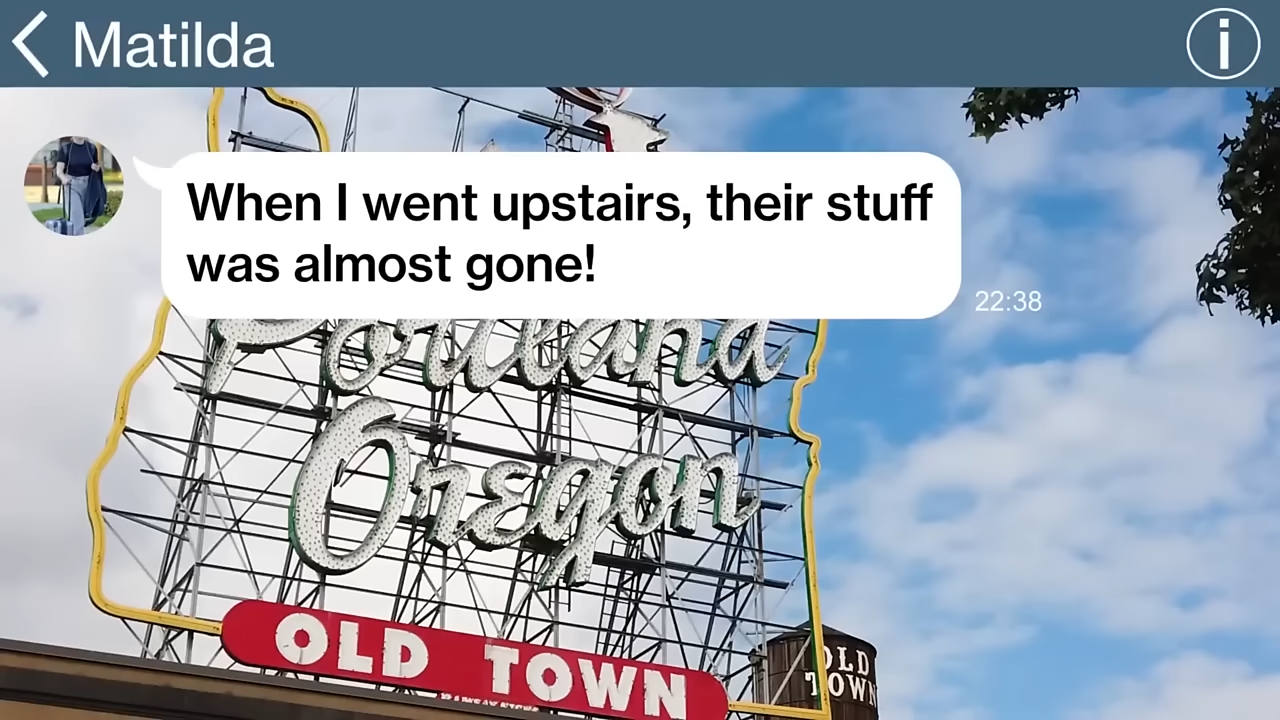 Matilda
When I went upstairs, their stuff
was almost gone!
22:38
Portland
Oregon
OLD TOWN
OLD
TOWN